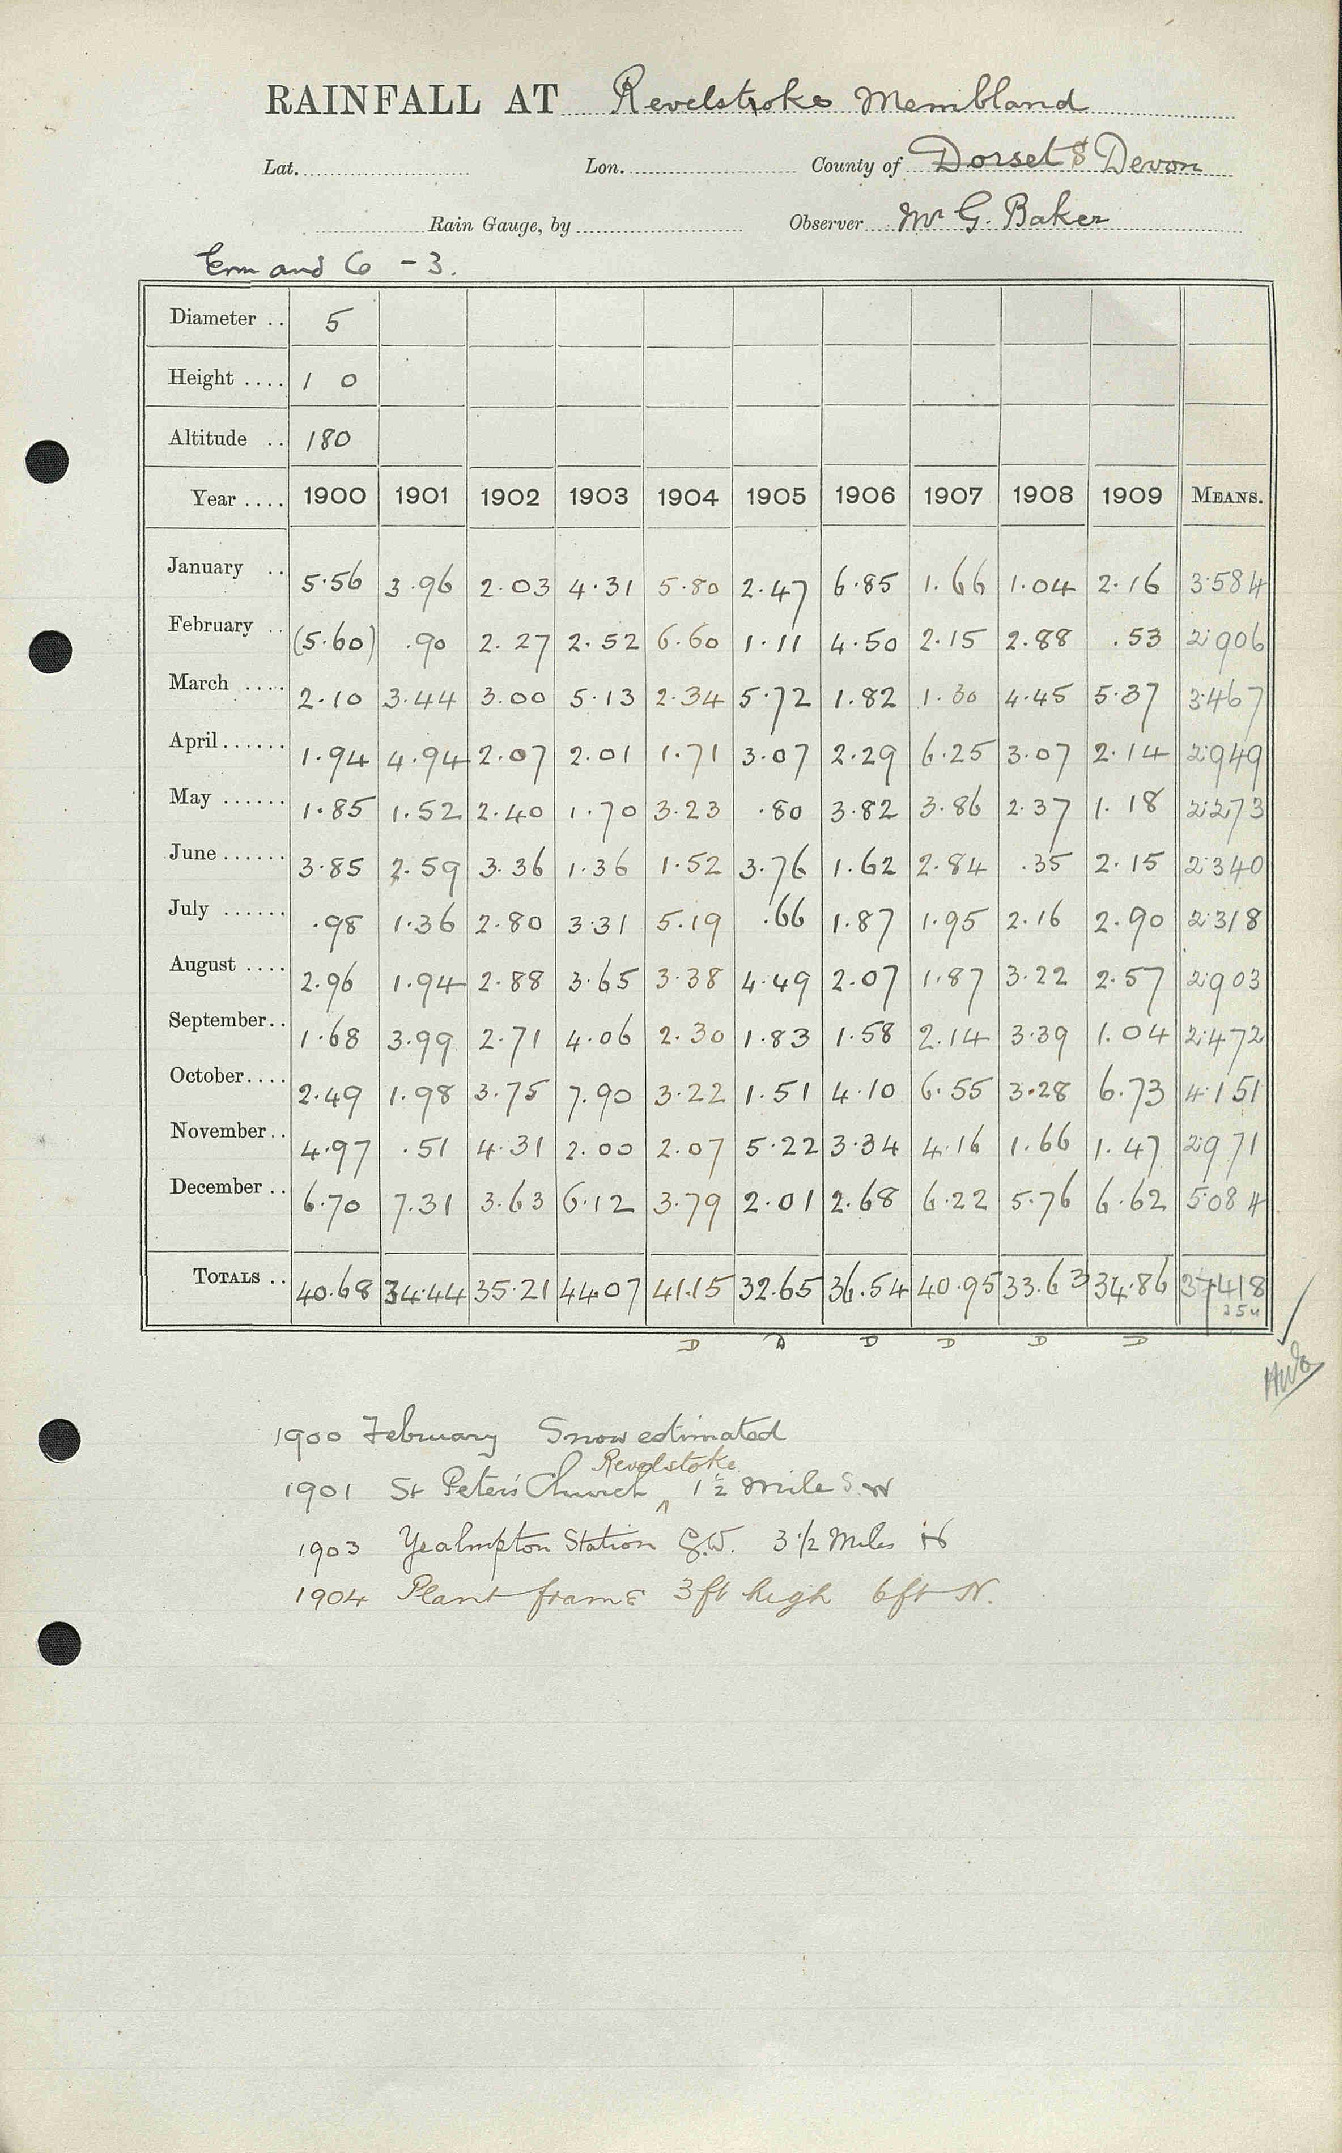 RAINFALL AT Revelstoke Membland
Lat. Lon. County of Dorset S Devon
Rain Gauge, by Observer Mr G. Baker
Erm and - 3.
Diameter .. 5
Height .... 1 0
Altitude .. 180
Year .... 1900 1901 1902 1903 1904 1905 1906 1907 1908 1909 MEANS.
January .. 5.56 3.96 2.03 4.31 5.80 2.47 6.85 1.66 1.04 2.16 3.584
February .. (5.60) .90 2.27 2.52 6.60 1.11 4.50 2.15 2.88 .53 2.906
March .... 2.10 3.44 3.00 5.13 2.34 5.72 1.82 1.30 4.45 5.37 3.467
April...... 1.94 4.94 2.07 2.01 1.71 3.07 2.29 6.25 3.07 2.14 2.949
May ...... 1.85 1.52 2.40 1.70 3.23 .80 3.82 3.86 2.37 1.18 2.273
June...... 3.85 2.59 3.36 1.36 1.52 3.76 1.62 2.84 .35 2.15 2.340
July ...... .98 1.36 2.80 3.31 5.19 .66 1.87 1.95 2.16 2.90 2.318
August .... 2.96 1.94 2.88 3.65 3.38 4.49 2.07 1.87 3.22 2.57 2.903
September.. 1.68 3.99 2.71 4.06 2.30 1.83 1.58 2.14 3.39 1.04 2.472
October.... 2.49 1.98 3.75 7.90 3.22 1.51 4.10 6.55 3.28 6.73 4.151
November.. 4.97 .51 4.31 2.00 2.07 5.22 3.34 4.16 1.66 1.47 2.971
December .. 6.70 7.31 3.63 6.12 3.79 2.01 2.68 6.22 5.76 6.62 5.084
TOTALS .. 40.68 34.44 35.21 44.07 41.15 32.65 36.54 40.95 33.63 34.86 37.418
D A D D D D
1900 February Snow estimated
Revelstoke
1901 St Peter's Church ^ 1½ mile S.W
1903 Yealmpton Station G.W. 3½ Miles N
1904 Plant frame 3ft high 6ft N.